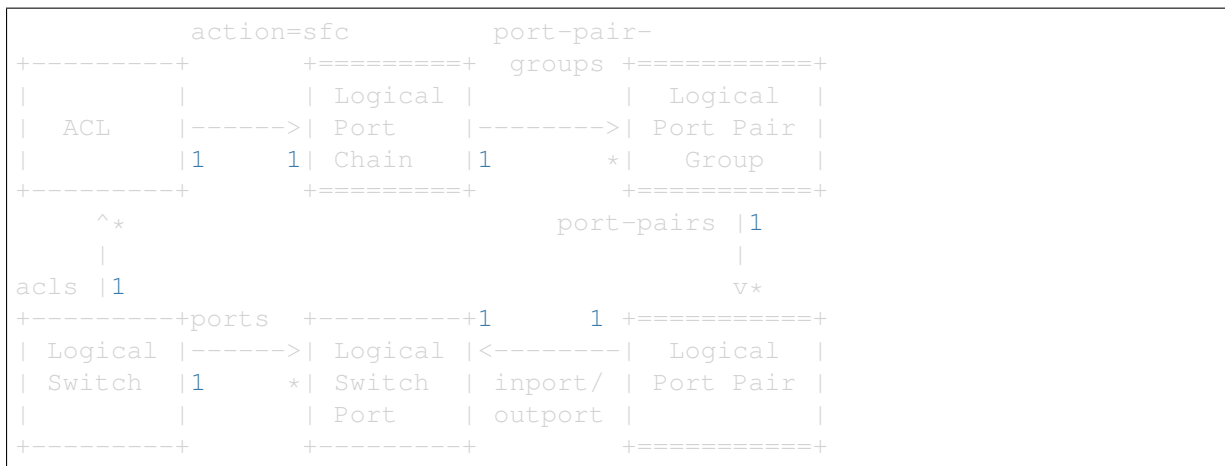 action=sfc          port-pair-
+---------+        +=========+  groups +===========+
|         |        | Logical |         |  Logical  |
|  ACL    |------>| Port    |-------->| Port Pair |
|         |1     1| Chain   |1       *|   Group   |
+---------+        +=========+         +===========+
     ^*                             port-pairs |1
     |                                         |
acls |1                                        v*
+---------+ports  +---------+1      1 +===========+
| Logical |------>| Logical |<--------|  Logical  |
| Switch  |1     *| Switch  | inport/ | Port Pair |
|         |       | Port    | outport |           |
+---------+       +---------+         +===========+